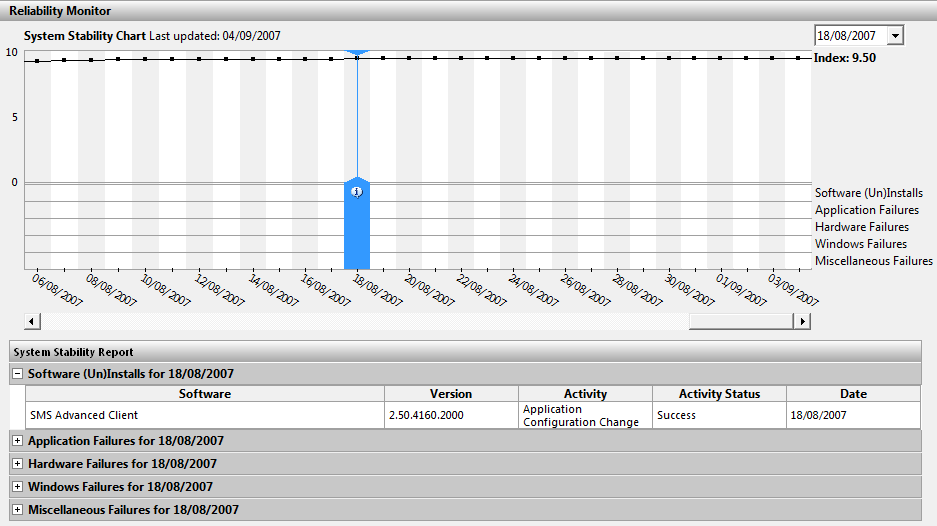 Reliability Monitor
System Stability Chart Last updated: 04/09/2007
18/08/2007
Index: 9.50
10
5
0
Software (Un)Installs
Application Failures
Hardware Failures
Windows Failures
Miscellaneous Failures
06/08/2007 08/08/2007 10/08/2007 12/08/2007 14/08/2007 16/08/2007 18/08/2007 20/08/2007 22/08/2007 24/08/2007 26/08/2007 28/08/2007 30/08/2007 01/09/2007 03/09/2007
System Stability Report
Software (Un)Installs for 18/08/2007
Software Version Activity Activity Status Date
SMS Advanced Client 2.50.4160.2000 Application Configuration Change Success 18/08/2007
Application Failures for 18/08/2007
Hardware Failures for 18/08/2007
Windows Failures for 18/08/2007
Miscellaneous Failures for 18/08/2007